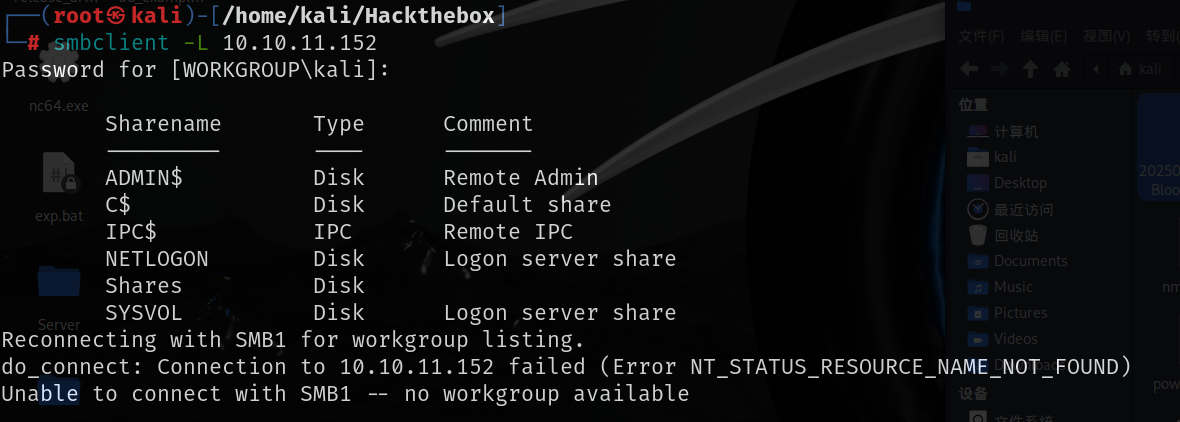 ┌──(root㉿kali)-[/home/kali/Hackthebox]
└─# smbclient -L 10.10.11.152
Password for [WORKGROUP\kali]:
Sharename Type Comment
--------- ---- -------
ADMIN$ Disk Remote Admin
C$ Disk Default share
IPC$ IPC Remote IPC
NETLOGON Disk Logon server share
Shares Disk
SYSVOL Disk Logon server share
Reconnecting with SMB1 for workgroup listing.
do_connect: Connection to 10.10.11.152 failed (Error NT_STATUS_RESOURCE_NAME_NOT_FOUND)
Unable to connect with SMB1 -- no workgroup available
nc64.exe
exp.bat
Server
文件(F) 编辑(E) 视图(V) 转到(
kali
位置
计算机
kali
Desktop
最近访问
回收站
Documents
Music
Pictures
Videos
设备
文件系统
Bloo
nm
pow